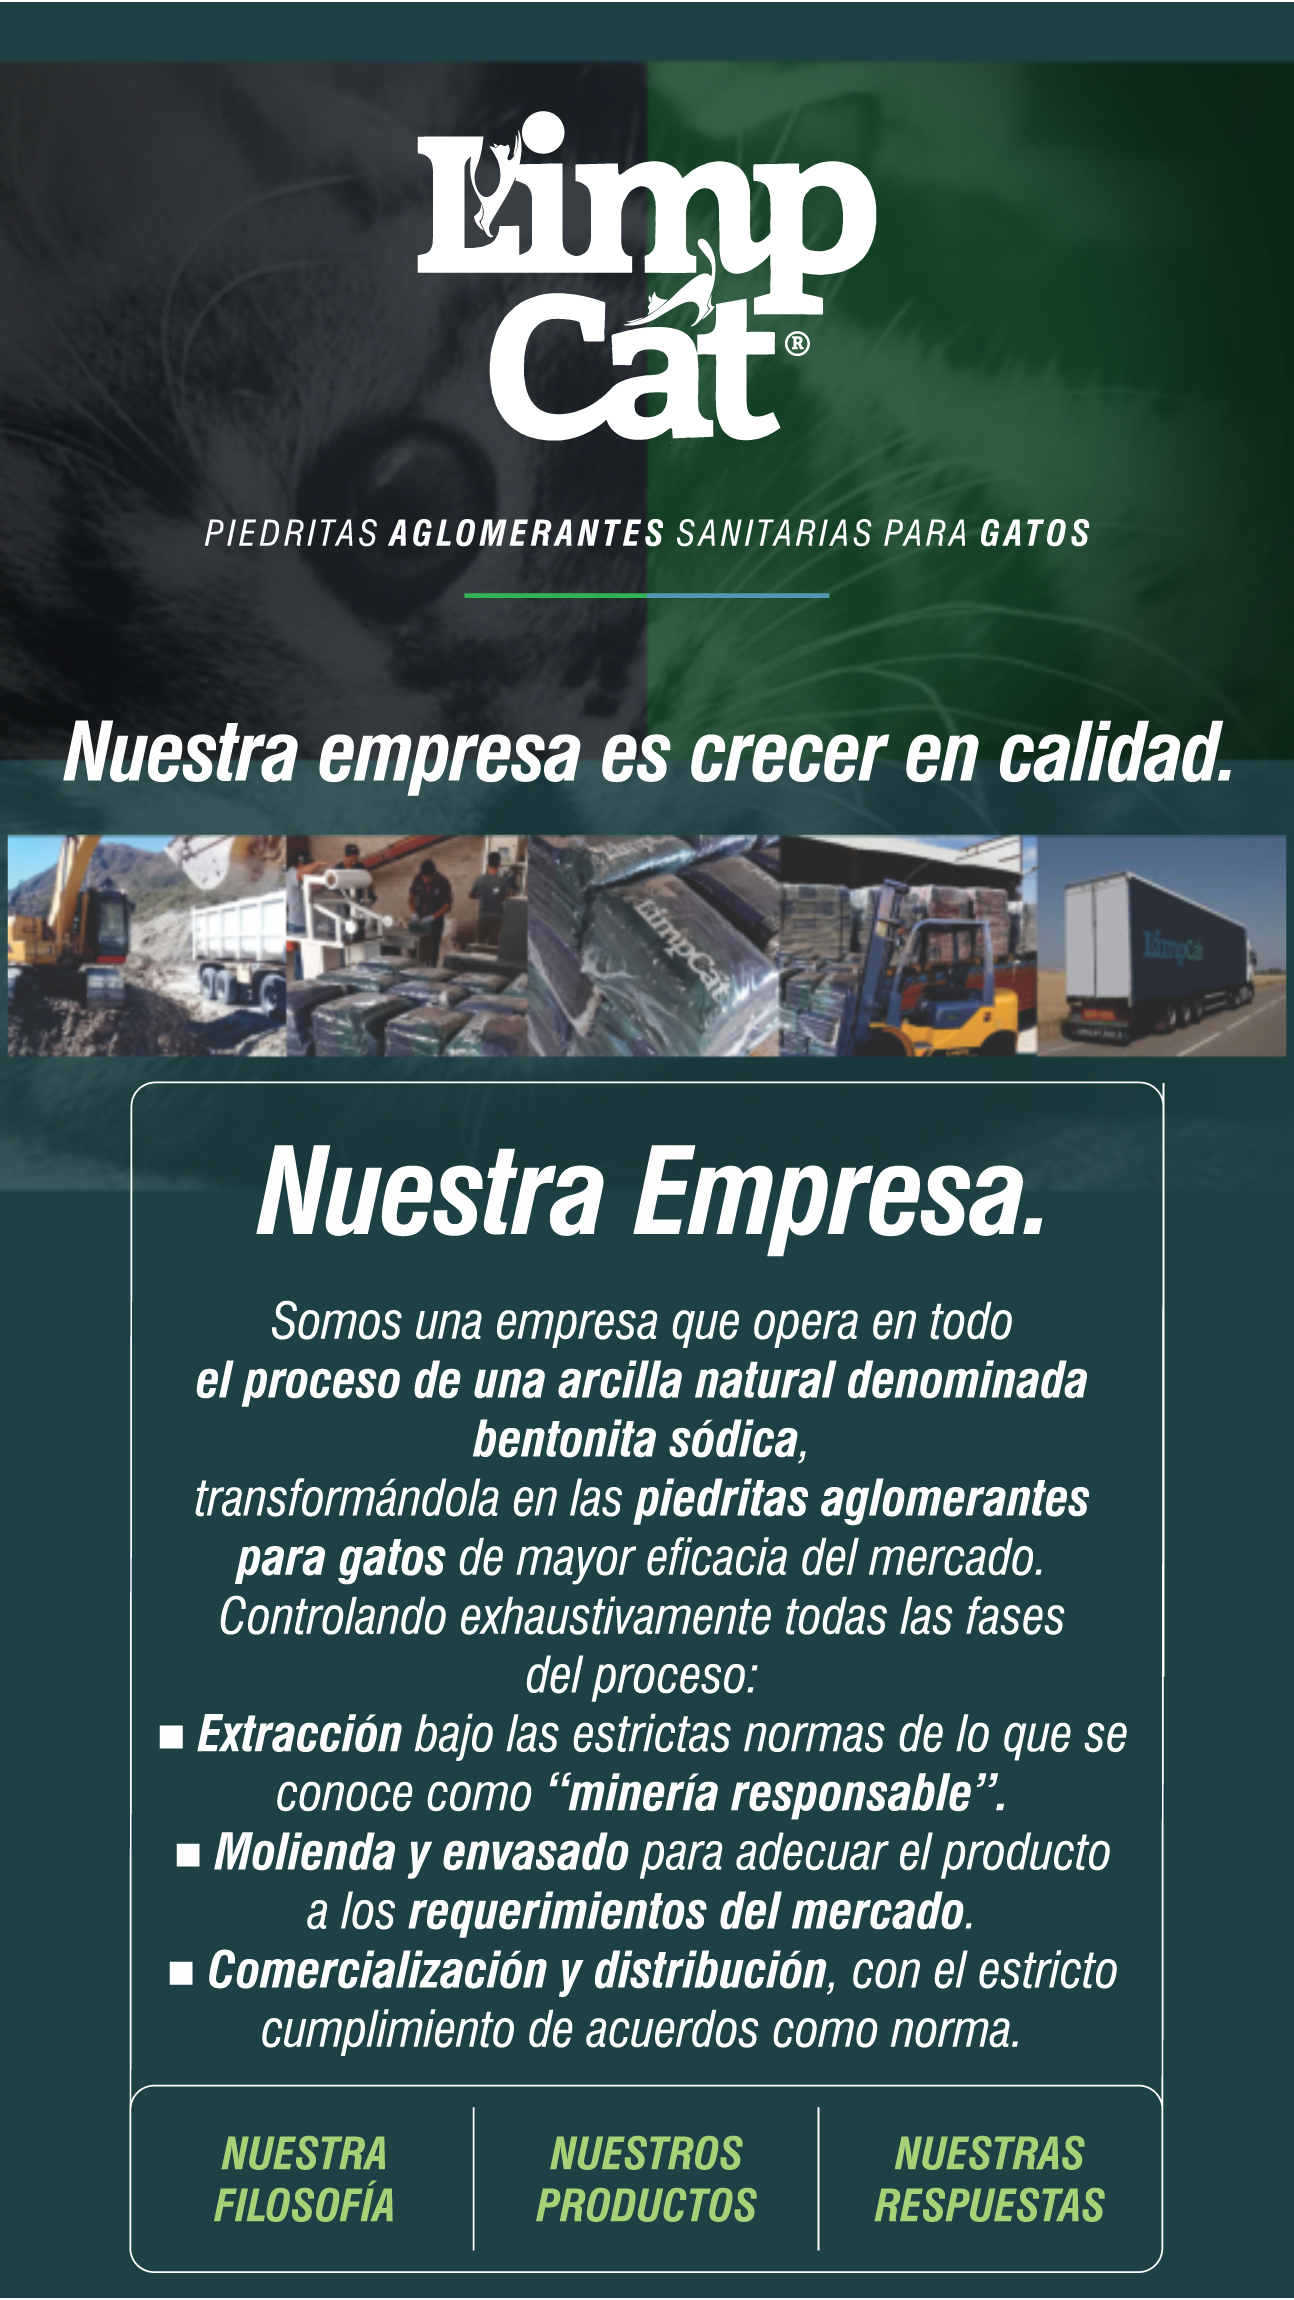 Limp
Cat®
PIEDRITAS AGLOMERANTES SANITARIAS PARA GATOS
Nuestra empresa es crecer en calidad.
LimpCat
LimpCat
Nuestra Empresa.
Somos una empresa que opera en todo
el proceso de una arcilla natural denominada
bentonita sódica,
transformándola en las piedritas aglomerantes
para gatos de mayor eficacia del mercado.
Controlando exhaustivamente todas las fases
del proceso:
■ Extracción bajo las estrictas normas de lo que se
conoce como “minería responsable”.
■ Molienda y envasado para adecuar el producto
a los requerimientos del mercado.
■ Comercialización y distribución, con el estricto
cumplimiento de acuerdos como norma.
NUESTRA
FILOSOFÍA
NUESTROS
PRODUCTOS
NUESTRAS
RESPUESTAS